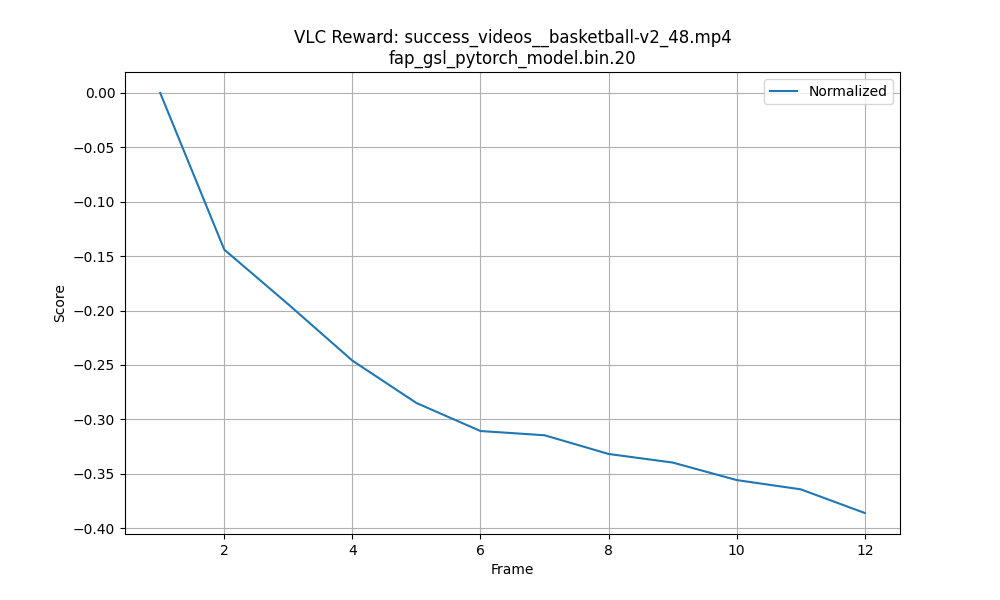 VLC Reward: success_videos__basketball-v2_48.mp4
fap_gsl_pytorch_model.bin.20
Normalized
0.00
−0.05
−0.10
−0.15
−0.20
−0.25
−0.30
−0.35
−0.40
Score
2 4 6 8 10 12
Frame